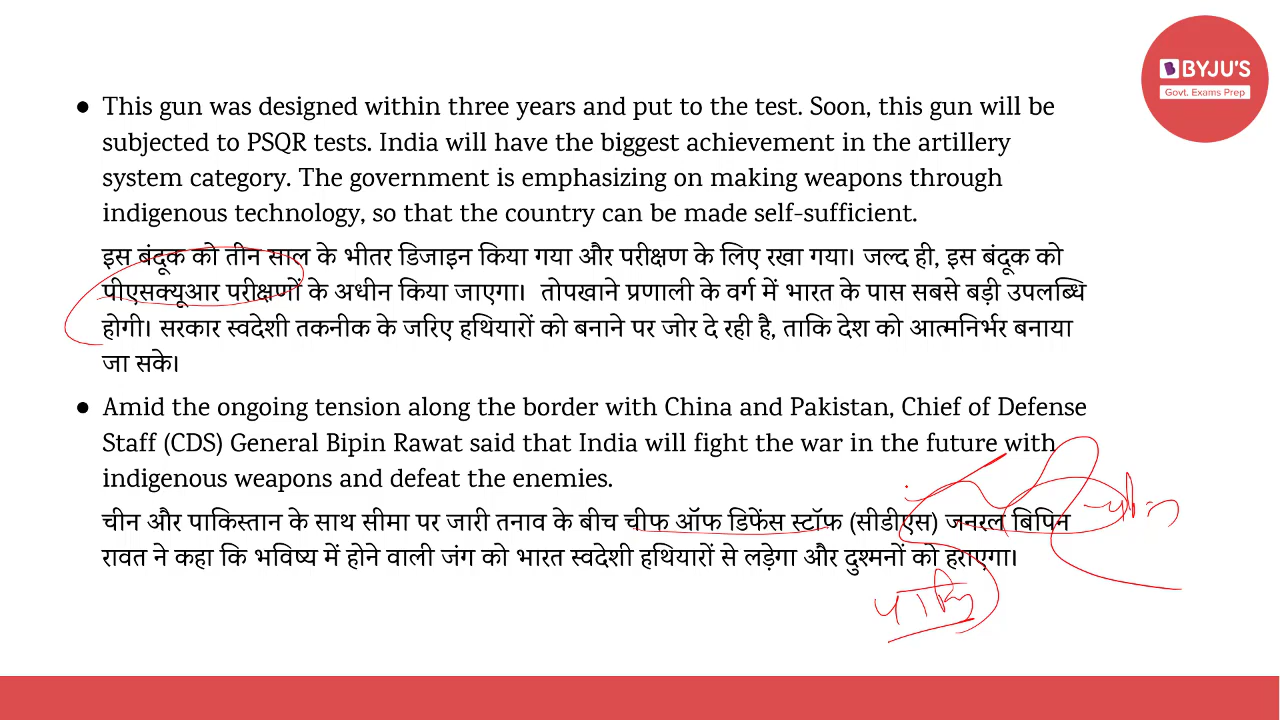 BYJU'S
Govt. Exams Prep
● This gun was designed within three years and put to the test. Soon, this gun will be
subjected to PSQR tests. India will have the biggest achievement in the artillery
system category. The government is emphasizing on making weapons through
indigenous technology, so that the country can be made self-sufficient.
इस बंदूक को तीन साल के भीतर डिजाइन किया गया और परीक्षण के लिए रखा गया। जल्द ही, इस बंदूक को
पीएसक्यूआर परीक्षणों के अधीन किया जाएगा। तोपखाने प्रणाली के वर्ग में भारत के पास सबसे बड़ी उपलब्धि
होगी। सरकार स्वदेशी तकनीक के जरिए हथियारों को बनाने पर जोर दे रही है, ताकि देश को आत्मनिर्भर बनाया
जा सके।
● Amid the ongoing tension along the border with China and Pakistan, Chief of Defense
Staff (CDS) General Bipin Rawat said that India will fight the war in the future with
indigenous weapons and defeat the enemies.
चीन और पाकिस्तान के साथ सीमा पर जारी तनाव के बीच चीफ ऑफ डिफेंस स्टॉफ (सीडीएस) जनरल बिपिन
रावत ने कहा कि भविष्य में होने वाली जंग को भारत स्वदेशी हथियारों से लड़ेगा और दुश्मनों को हराएगा।
चीन
पाकि